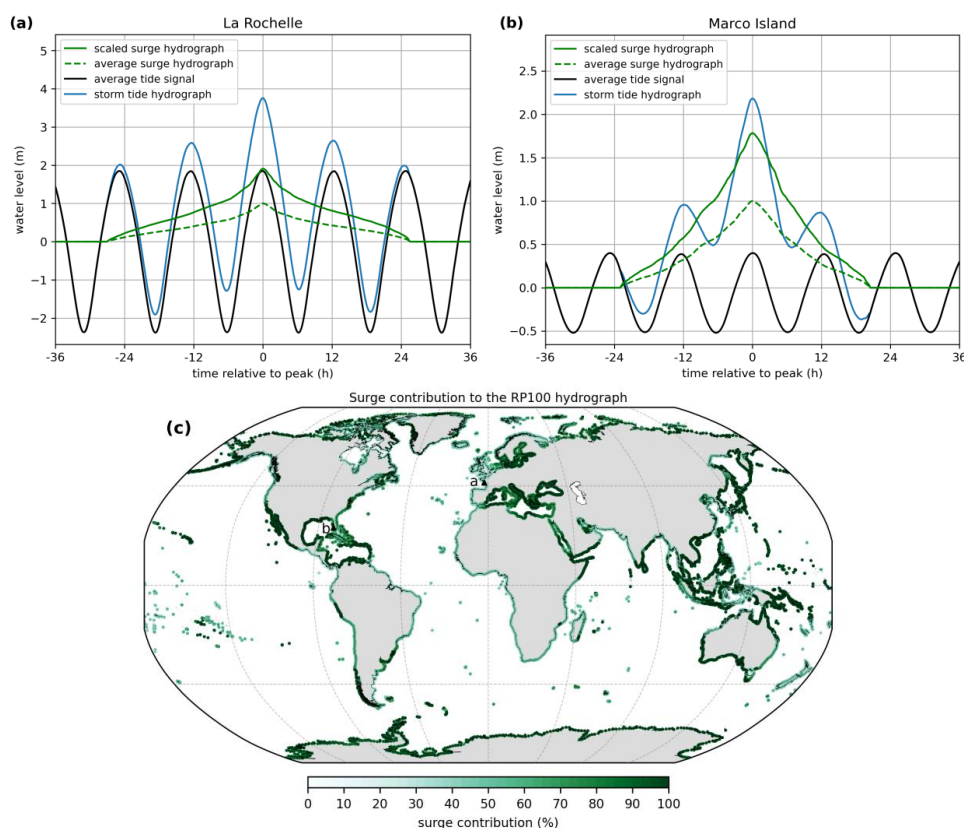 (a)
La Rochelle
scaled surge hydrograph
average surge hydrograph
average tide signal
storm tide hydrograph
water level (m)
5
4
3
2
1
0
−1
−2
-36
-24
-12
0
12
24
36
time relative to peak (h)
(b)
Marco Island
scaled surge hydrograph
average surge hydrograph
average tide signal
storm tide hydrograph
water level (m)
2.5
2.0
1.5
1.0
0.5
0.0
−0.5
-36
-24
-12
0
12
24
36
time relative to peak (h)
Surge contribution to the RP100 hydrograph
(c)
a
b
0 10 20 30 40 50 60 70 80 90 100
surge contribution (%)